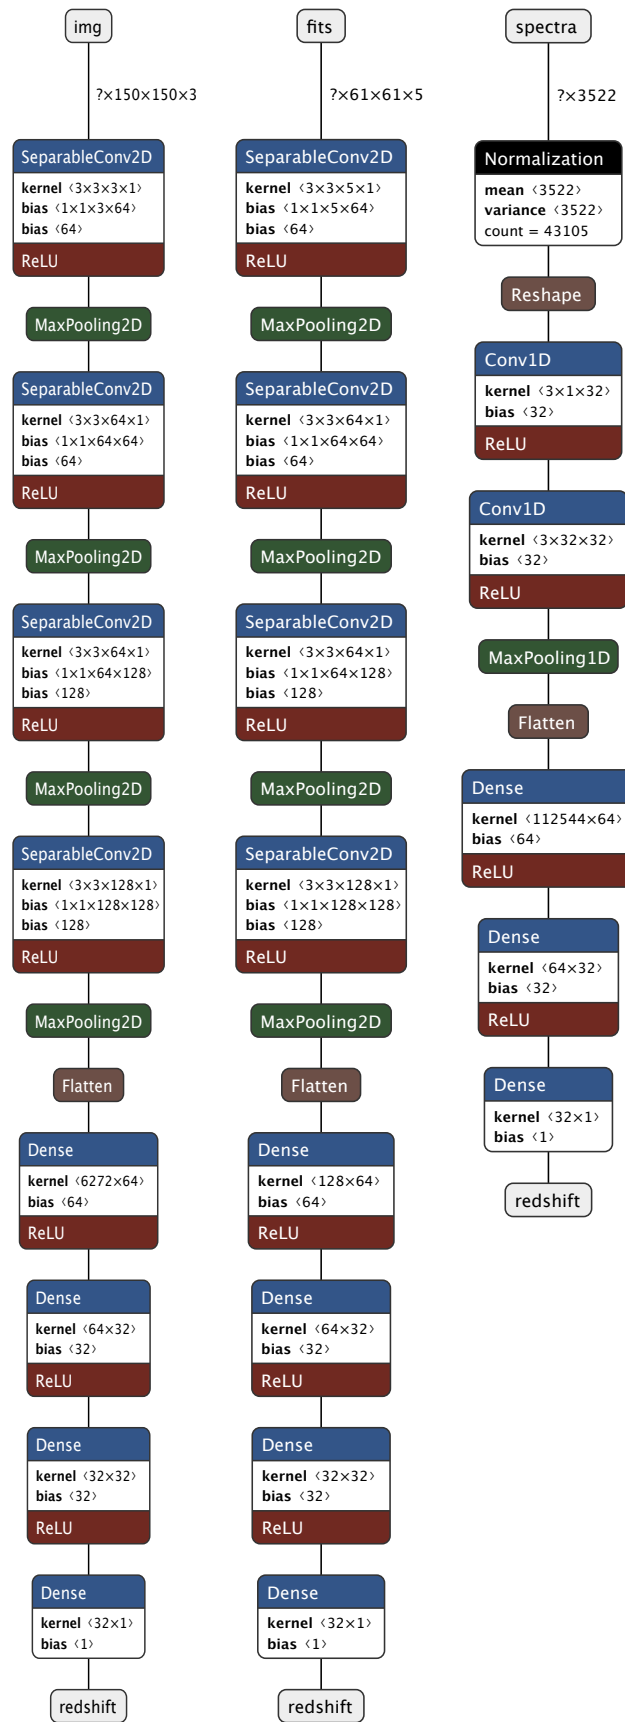 img
?×150×150×3
SeparableConv2D
kernel ⟨3×3×3×1⟩
bias ⟨1×1×3×64⟩
bias ⟨64⟩
ReLU
MaxPooling2D
SeparableConv2D
kernel ⟨3×3×64×1⟩
bias ⟨1×1×64×64⟩
bias ⟨64⟩
ReLU
MaxPooling2D
SeparableConv2D
kernel ⟨3×3×64×1⟩
bias ⟨1×1×64×128⟩
bias ⟨128⟩
ReLU
MaxPooling2D
SeparableConv2D
kernel ⟨3×3×128×1⟩
bias ⟨1×1×128×128⟩
bias ⟨128⟩
ReLU
MaxPooling2D
Flatten
Dense
kernel ⟨6272×64⟩
bias ⟨64⟩
ReLU
Dense
kernel ⟨64×32⟩
bias ⟨32⟩
ReLU
Dense
kernel ⟨32×32⟩
bias ⟨32⟩
ReLU
Dense
kernel ⟨32×1⟩
bias ⟨1⟩
redshift
fits
?×61×61×5
SeparableConv2D
kernel ⟨3×3×5×1⟩
bias ⟨1×1×5×64⟩
bias ⟨64⟩
ReLU
MaxPooling2D
SeparableConv2D
kernel ⟨3×3×64×1⟩
bias ⟨1×1×64×64⟩
bias ⟨64⟩
ReLU
MaxPooling2D
SeparableConv2D
kernel ⟨3×3×64×1⟩
bias ⟨1×1×64×128⟩
bias ⟨128⟩
ReLU
MaxPooling2D
SeparableConv2D
kernel ⟨3×3×128×1⟩
bias ⟨1×1×128×128⟩
bias ⟨128⟩
ReLU
MaxPooling2D
Flatten
Dense
kernel ⟨128×64⟩
bias ⟨64⟩
ReLU
Dense
kernel ⟨64×32⟩
bias ⟨32⟩
ReLU
Dense
kernel ⟨32×32⟩
bias ⟨32⟩
ReLU
Dense
kernel ⟨32×1⟩
bias ⟨1⟩
redshift
spectra
?×3522
Normalization
mean ⟨3522⟩
variance ⟨3522⟩
count = 43105
Reshape
Conv1D
kernel ⟨3×1×32⟩
bias ⟨32⟩
ReLU
Conv1D
kernel ⟨3×32×32⟩
bias ⟨32⟩
ReLU
MaxPooling1D
Flatten
Dense
kernel ⟨112544×64⟩
bias ⟨64⟩
ReLU
Dense
kernel ⟨64×32⟩
bias ⟨32⟩
ReLU
Dense
kernel ⟨32×1⟩
bias ⟨1⟩
redshift